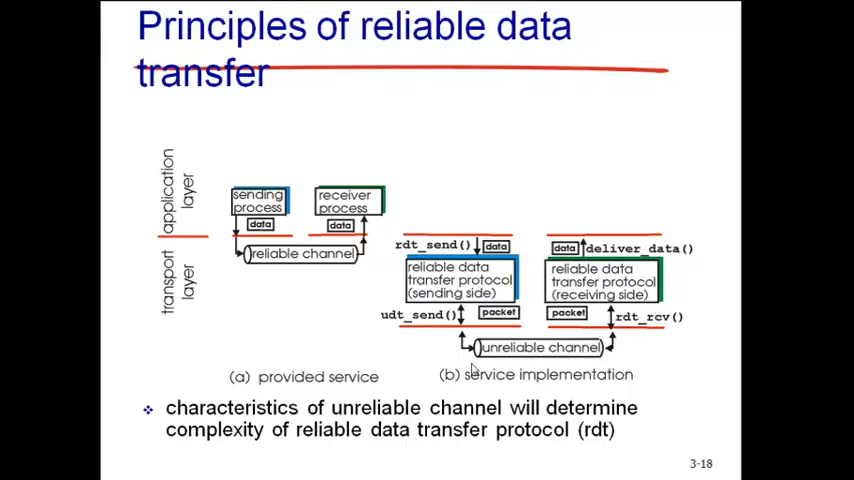 Principles of reliable data
transfer
application
layer
transport
layer
sending
process
receiver
process
data
data
reliable channel
(a) provided service
rdt_send()
data
data
deliver_data()
reliable data
transfer protocol
(sending side)
reliable data
transfer protocol
(receiving side)
udt_send()
packet
packet
rdt_rcv()
unreliable channel
(b) service implementation
❖ characteristics of unreliable channel will determine
complexity of reliable data transfer protocol (rdt)
3-18